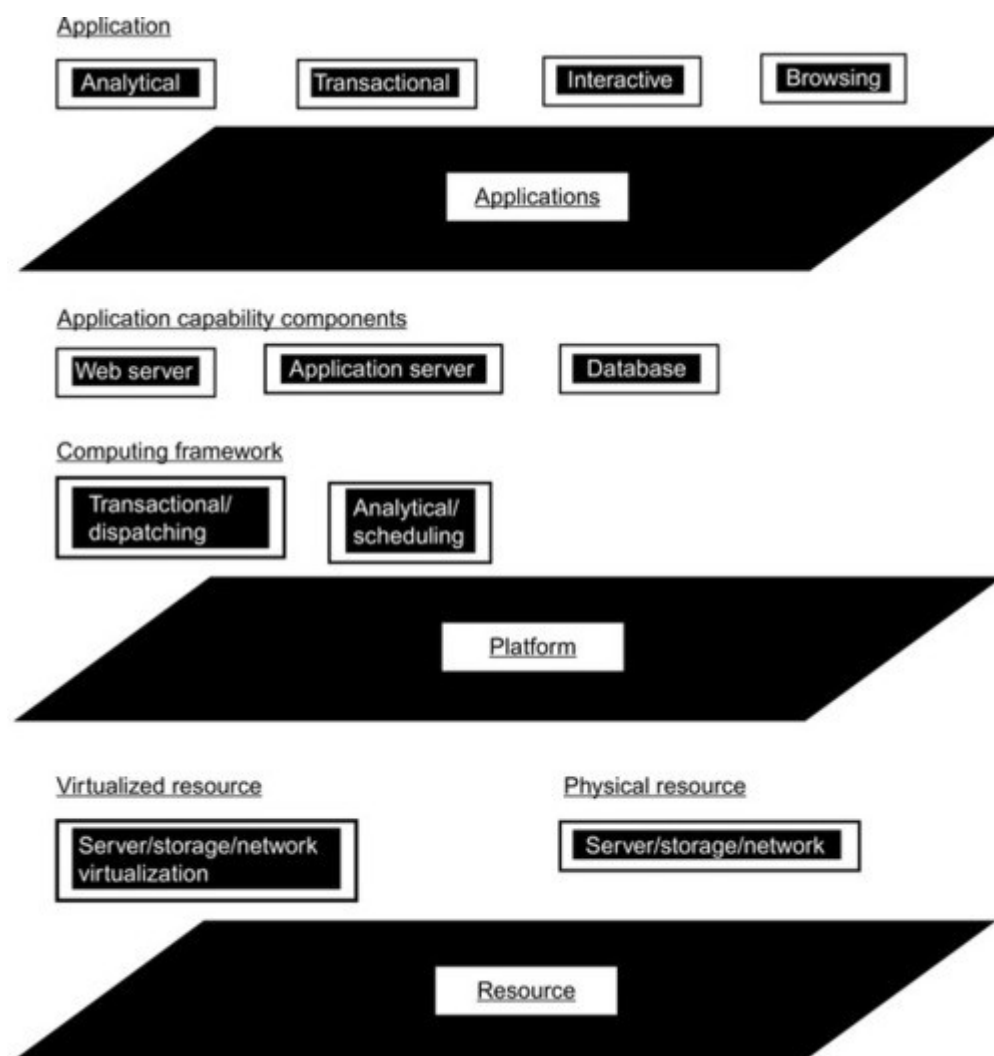 Application
Analytical
Transactional
Interactive
Browsing
Applications
Application capability components
Web server
Application server
Database
Computing framework
Transactional/
dispatching
Analytical/
scheduling
Platform
Virtualized resource
Physical resource
Server/storage/network
virtualization
Server/storage/network
Resource